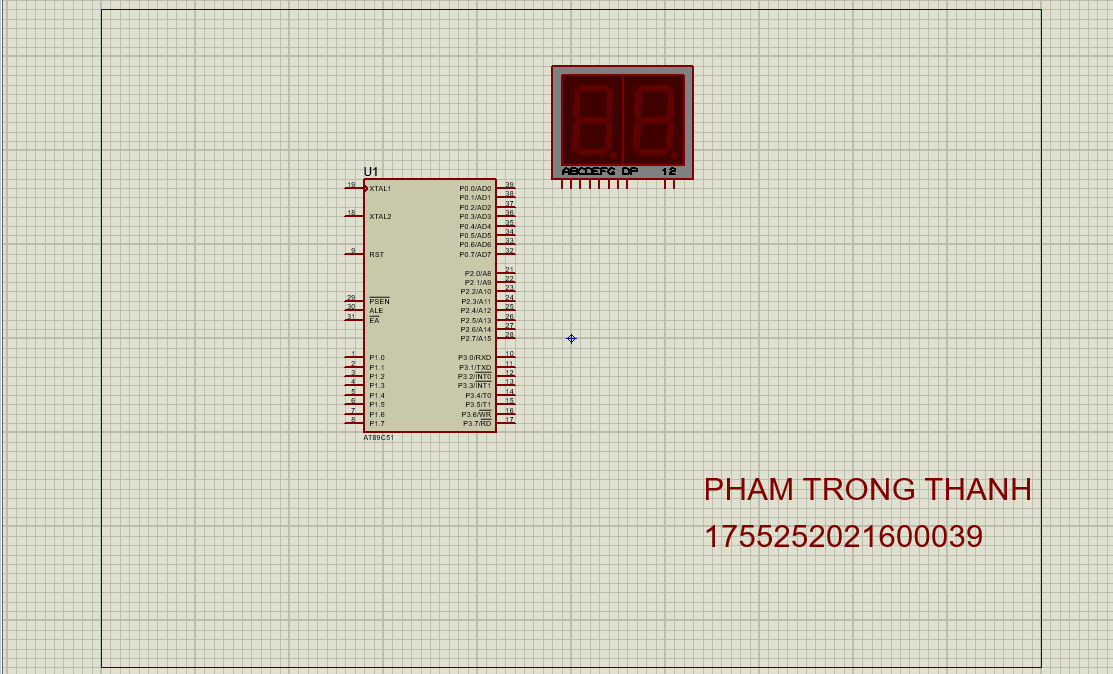 ABCDEFG DP 12
U1
19 XTAL1
18 XTAL2
9 RST
29 PSEN
30 ALE
31 EA
1 P1.0
2 P1.1
3 P1.2
4 P1.3
5 P1.4
6 P1.5
7 P1.6
8 P1.7
P0.0/AD0 39
P0.1/AD1 38
P0.2/AD2 37
P0.3/AD3 36
P0.4/AD4 35
P0.5/AD5 34
P0.6/AD6 33
P0.7/AD7 32
P2.0/A8 21
P2.1/A9 22
P2.2/A10 23
P2.3/A11 24
P2.4/A12 25
P2.5/A13 26
P2.6/A14 27
P2.7/A15 28
P3.0/RXD 10
P3.1/TXD 11
P3.2/INT0 12
P3.3/INT1 13
P3.4/T0 14
P3.5/T1 15
P3.6/WR 16
P3.7/RD 17
AT89C51
PHAM TRONG THANH
1755252021600039